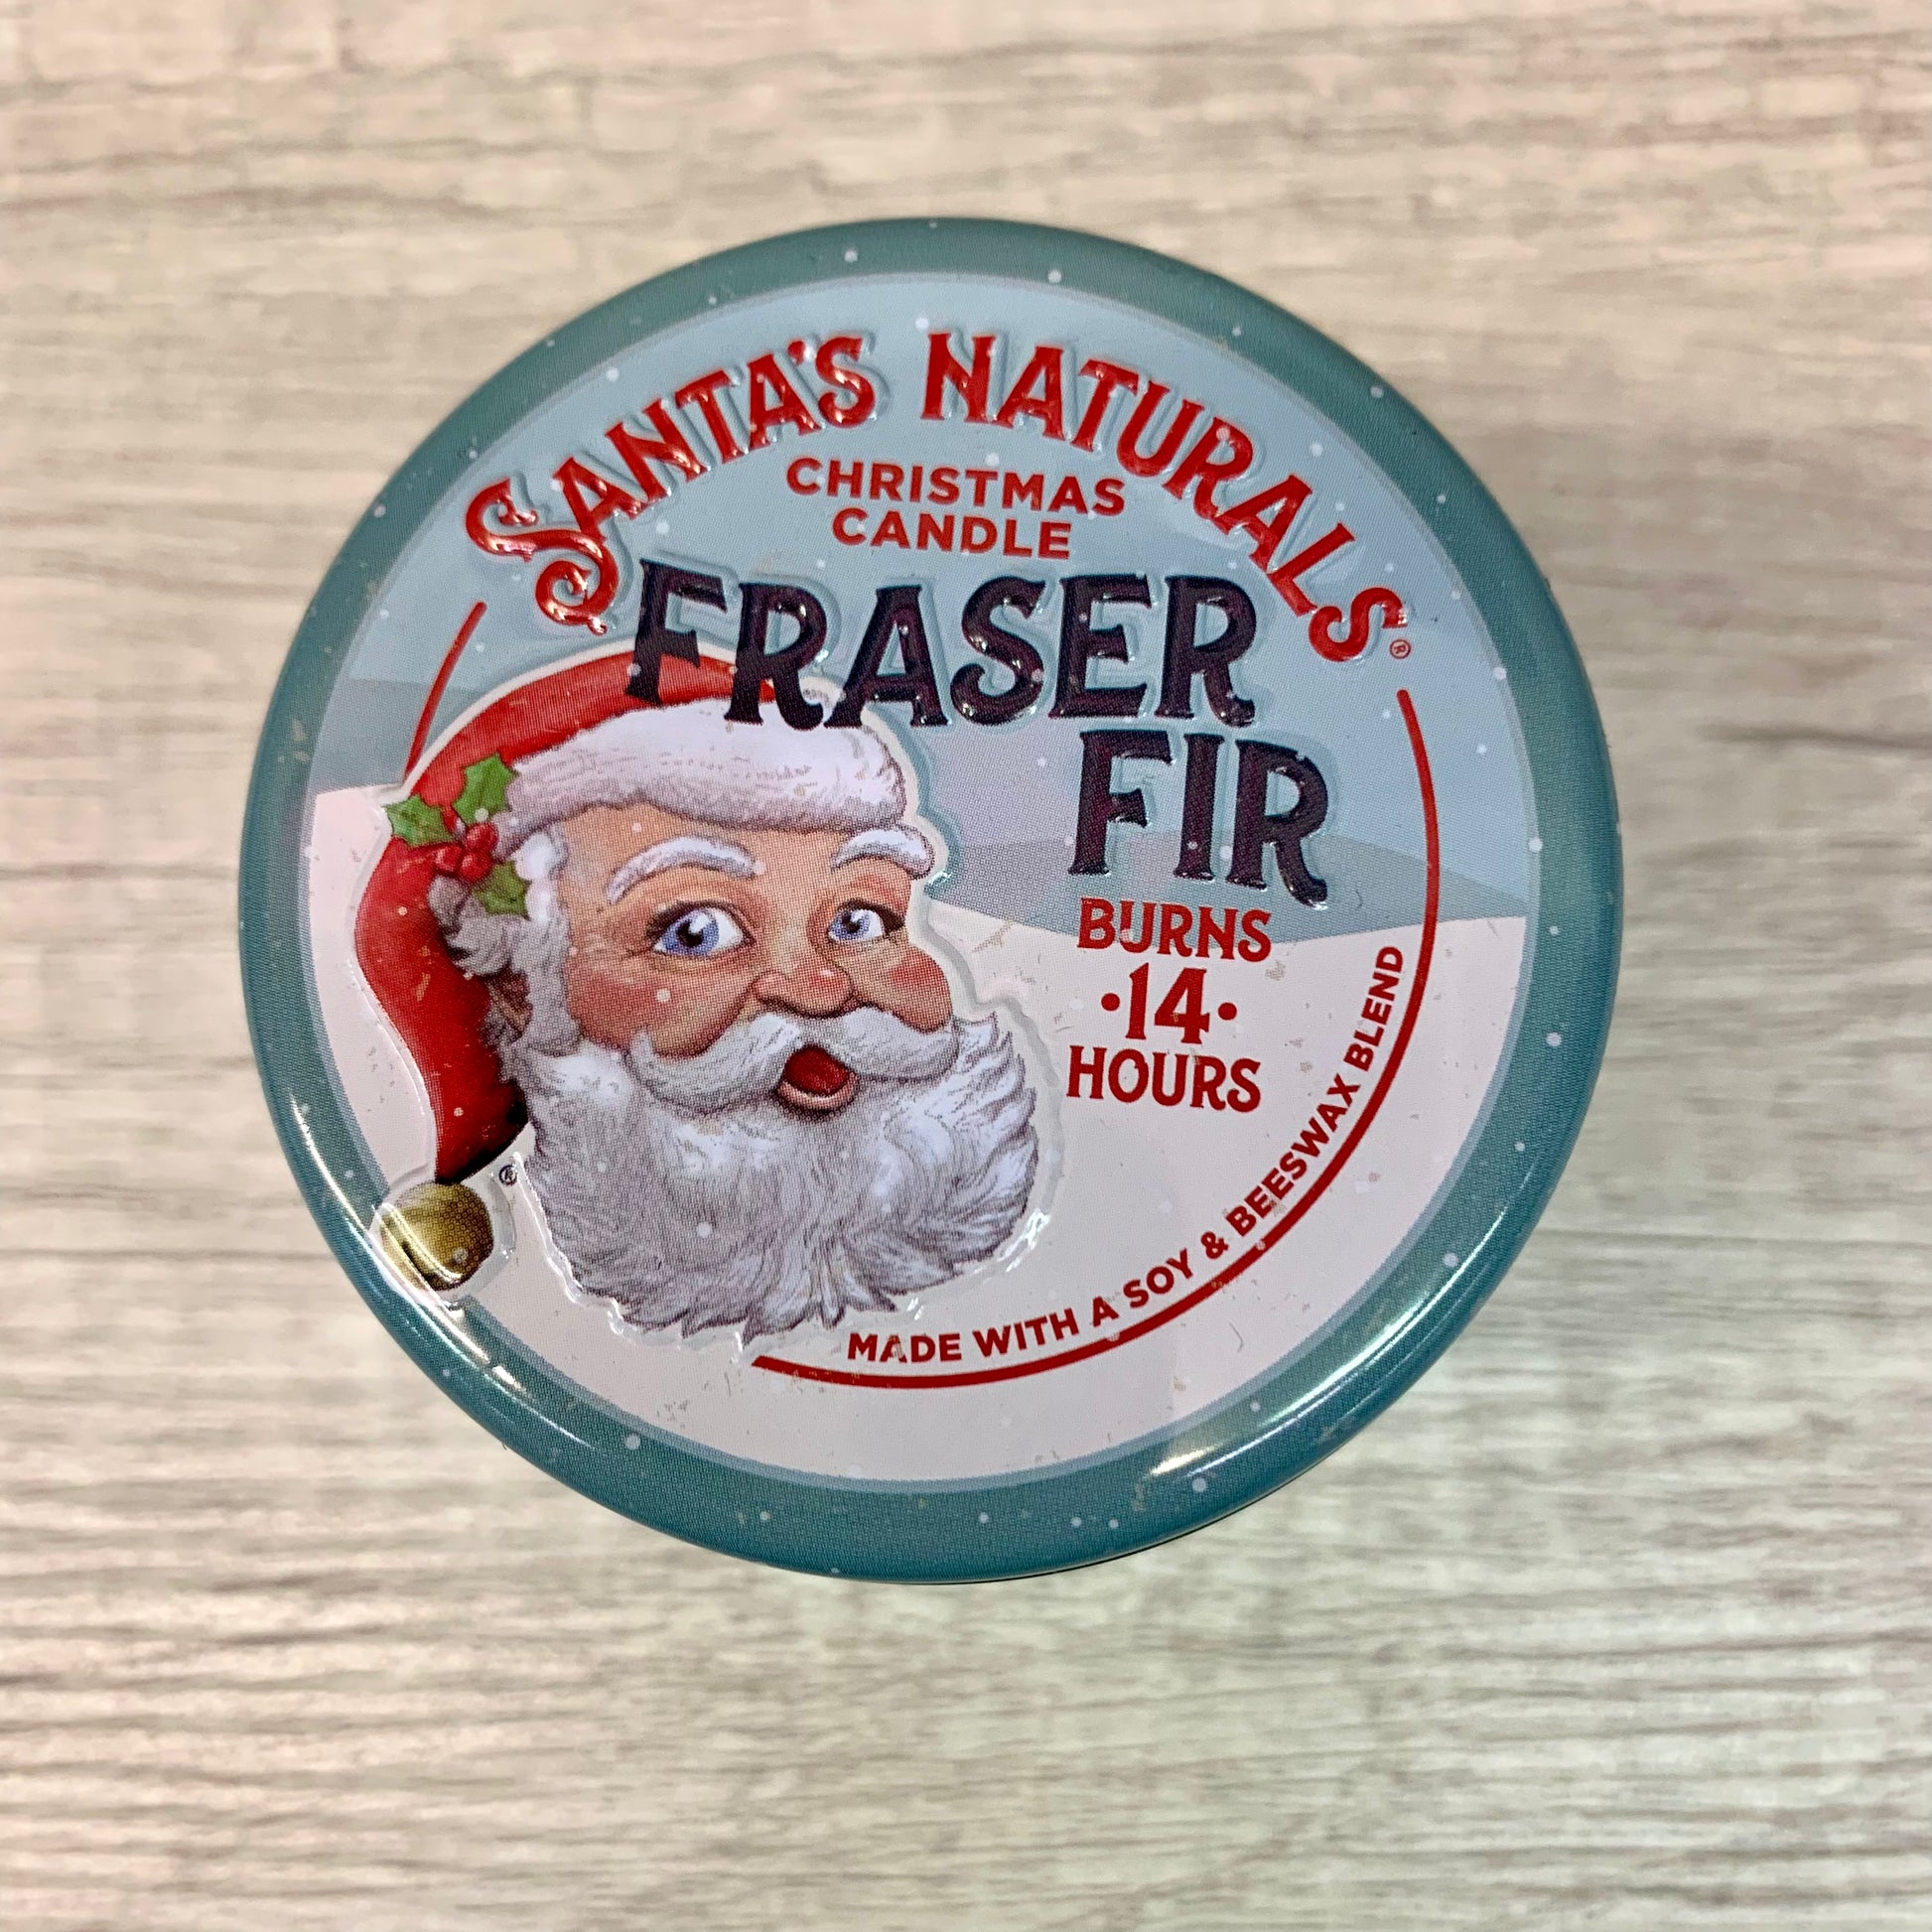 SANTA'S NATURALS®
CHRISTMAS
CANDLE
FRASER
FIR
BURNS
·14·
HOURS
MADE WITH A SOY & BEESWAX BLEND
®